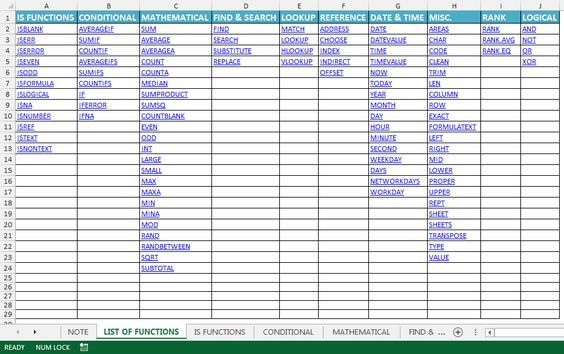 A B C D E F G H I J
1 IS FUNCTIONS CONDITIONAL MATHEMATICAL FIND & SEARCH LOOKUP REFERENCE DATE & TIME MISC. RANK LOGICAL
2 ISBLANK AVERAGEIF SUM FIND MATCH ADDRESS DATE AREAS RANK AND
3 ISERR SUMIF AVERAGE SEARCH LOOKUP CHOOSE DATEVALUE CHAR RANK.AVG NOT
4 ISERROR COUNTIF AVERAGEA SUBSTITUTE HLOOKUP INDEX TIME CODE RANK.EQ OR
5 ISEVEN AVERAGEIFS COUNT REPLACE VLOOKUP INDIRECT TIMEVALUE CLEAN XOR
6 ISODD SUMIFS COUNTA OFFSET NOW TRIM
7 ISFORMULA COUNTIFS MEDIAN TODAY LEN
8 ISLOGICAL IF SUMPRODUCT YEAR COLUMN
9 ISNA IFERROR SUMSQ MONTH ROW
10 ISNUMBER IFNA COUNTBLANK DAY EXACT
11 ISREF EVEN HOUR FORMULATEXT
12 ISTEXT ODD MINUTE LEFT
13 ISNONTEXT INT SECOND RIGHT
14 LARGE WEEKDAY MID
15 SMALL DAYS LOWER
16 MAX NETWORKDAYS PROPER
17 MAXA WORKDAY UPPER
18 MIN REPT
19 MINA SHEET
20 MOD SHEETS
21 RAND TRANSPOSE
22 RANDBETWEEN TYPE
23 SQRT VALUE
24 SUBTOTAL
25
26
27
28
29
NOTE LIST OF FUNCTIONS IS FUNCTIONS CONDITIONAL MATHEMATICAL FIND & ...
READY NUM LOCK